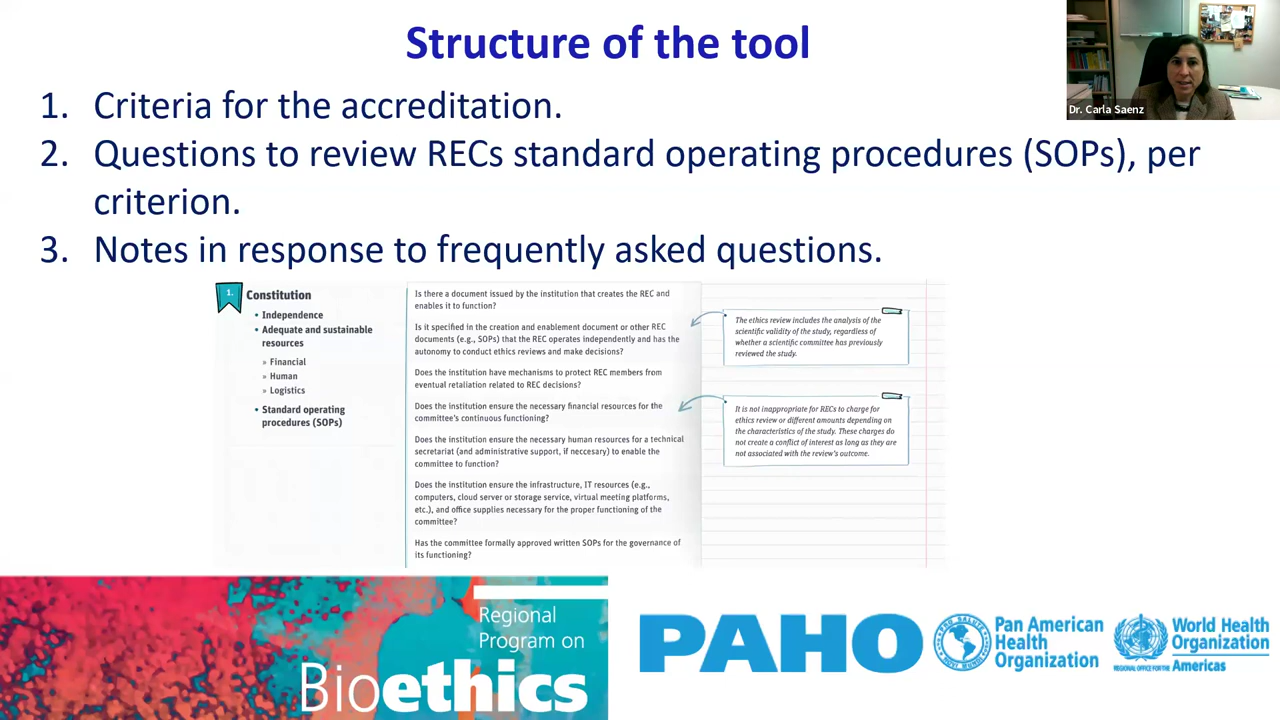 Structure of the tool
Dr. Carla Saenz
1. Criteria for the accreditation.
2. Questions to review RECs standard operating procedures (SOPs), per
criterion.
3. Notes in response to frequently asked questions.
1.
Constitution
• Independence
• Adequate and sustainable
resources
» Financial
» Human
» Logistics
• Standard operating
procedures (SOPs)
Is there a document issued by the institution that creates the REC and
enables it to function?
Is it specified in the creation and enablement document or other REC
documents (e.g., SOPs) that the REC operates independently and has the
autonomy to conduct ethics reviews and make decisions?
Does the institution have mechanisms to protect REC members from
eventual retaliation related to REC decisions?
Does the institution ensure the necessary financial resources for the
committee's continuous functioning?
Does the institution ensure the necessary human resources for a technical
secretariat (and administrative support, if neccesary) to enable the
committee to function?
Does the institution ensure the infrastructure, IT resources (e.g.,
computers, cloud server or storage service, virtual meeting platforms,
etc.), and office supplies necessary for the proper functioning of the
committee?
Has the committee formally approved written SOPs for the governance of
its functioning?
The ethics review includes the analysis of the
scientific validity of the study, regardless of
whether a scientific committee has previously
reviewed the study.
It is not inappropriate for RECs to charge for
ethics review or different amounts depending on
the characteristics of the study. These charges do
not create a conflict of interest as long as they are
not associated with the review's outcome.
Regional
Program on
Bioethics
PAHO
Pan American
Health
Organization
World Health
Organization
REGIONAL OFFICE FOR THE Americas